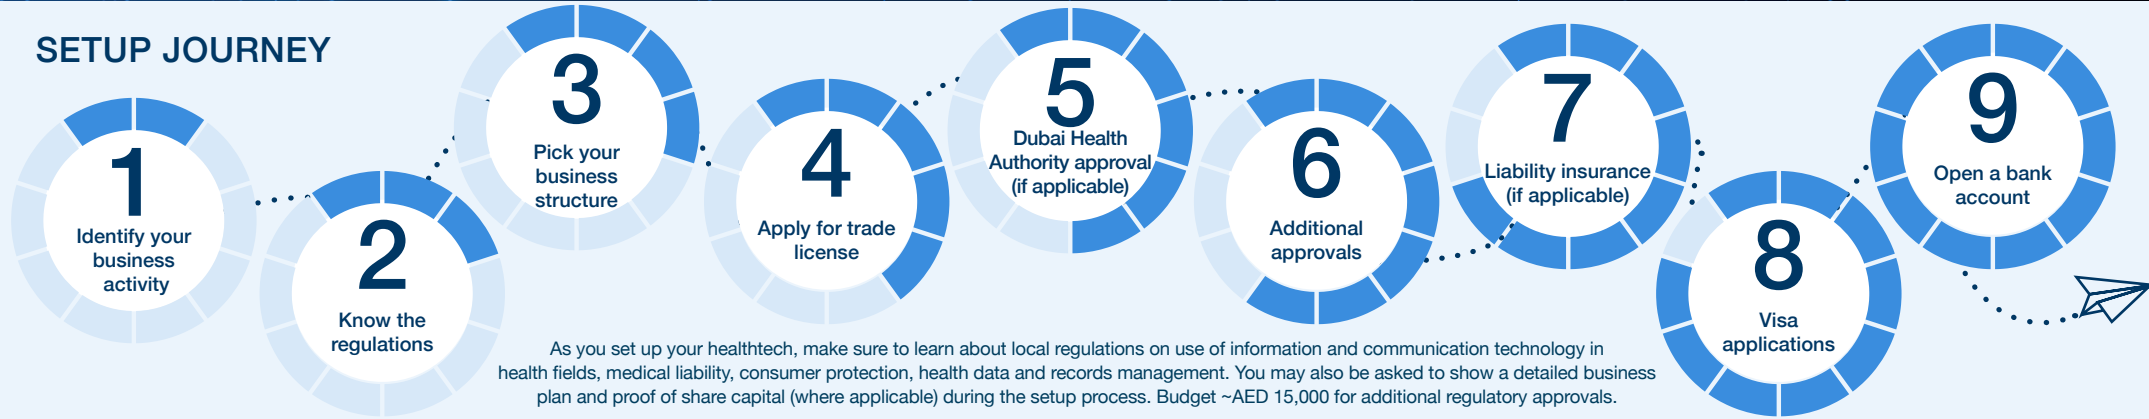 SETUP JOURNEY
1
Identify your
business
activity
2
Know the
regulations
3
Pick your
business
structure
4
Apply for trade
license
5
Dubai Health
Authority approval
(if applicable)
6
Additional
approvals
7
Liability insurance
(if applicable)
8
Visa
applications
9
Open a bank
account
As you set up your healthtech, make sure to learn about local regulations on use of information and communication technology in
health fields, medical liability, consumer protection, health data and records management. You may also be asked to show a detailed business
plan and proof of share capital (where applicable) during the setup process. Budget ~AED 15,000 for additional regulatory approvals.